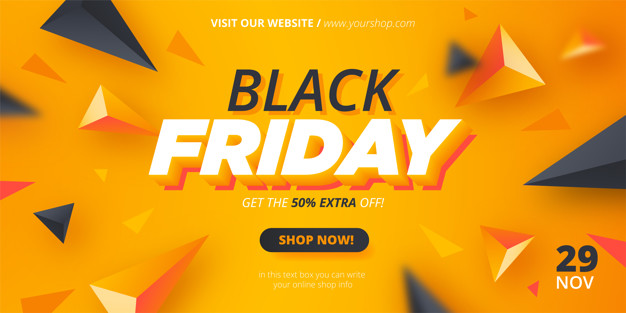 VISIT OUR WEBSITE / www.yourshop.com
BLACK
FRIDAY
GET THE 50% EXTRA OFF!
SHOP NOW!
in this text box you can write
your online shop info
29
NOV